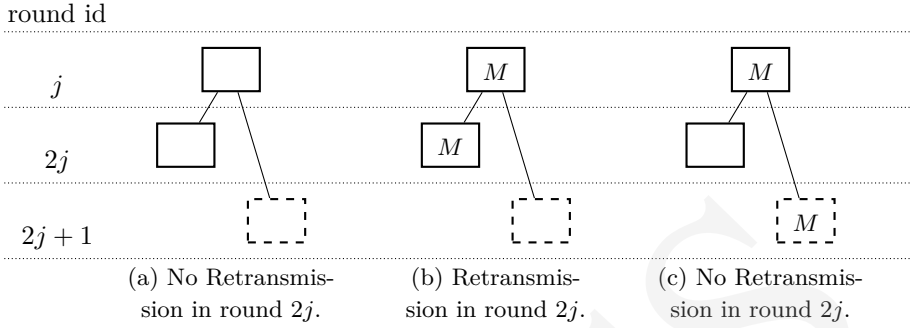 round id
j
M
M
2j
M
2j + 1
M
(a) No Retransmis-
sion in round 2j.
(b) Retransmis-
sion in round 2j.
(c) No Retransmis-
sion in round 2j.